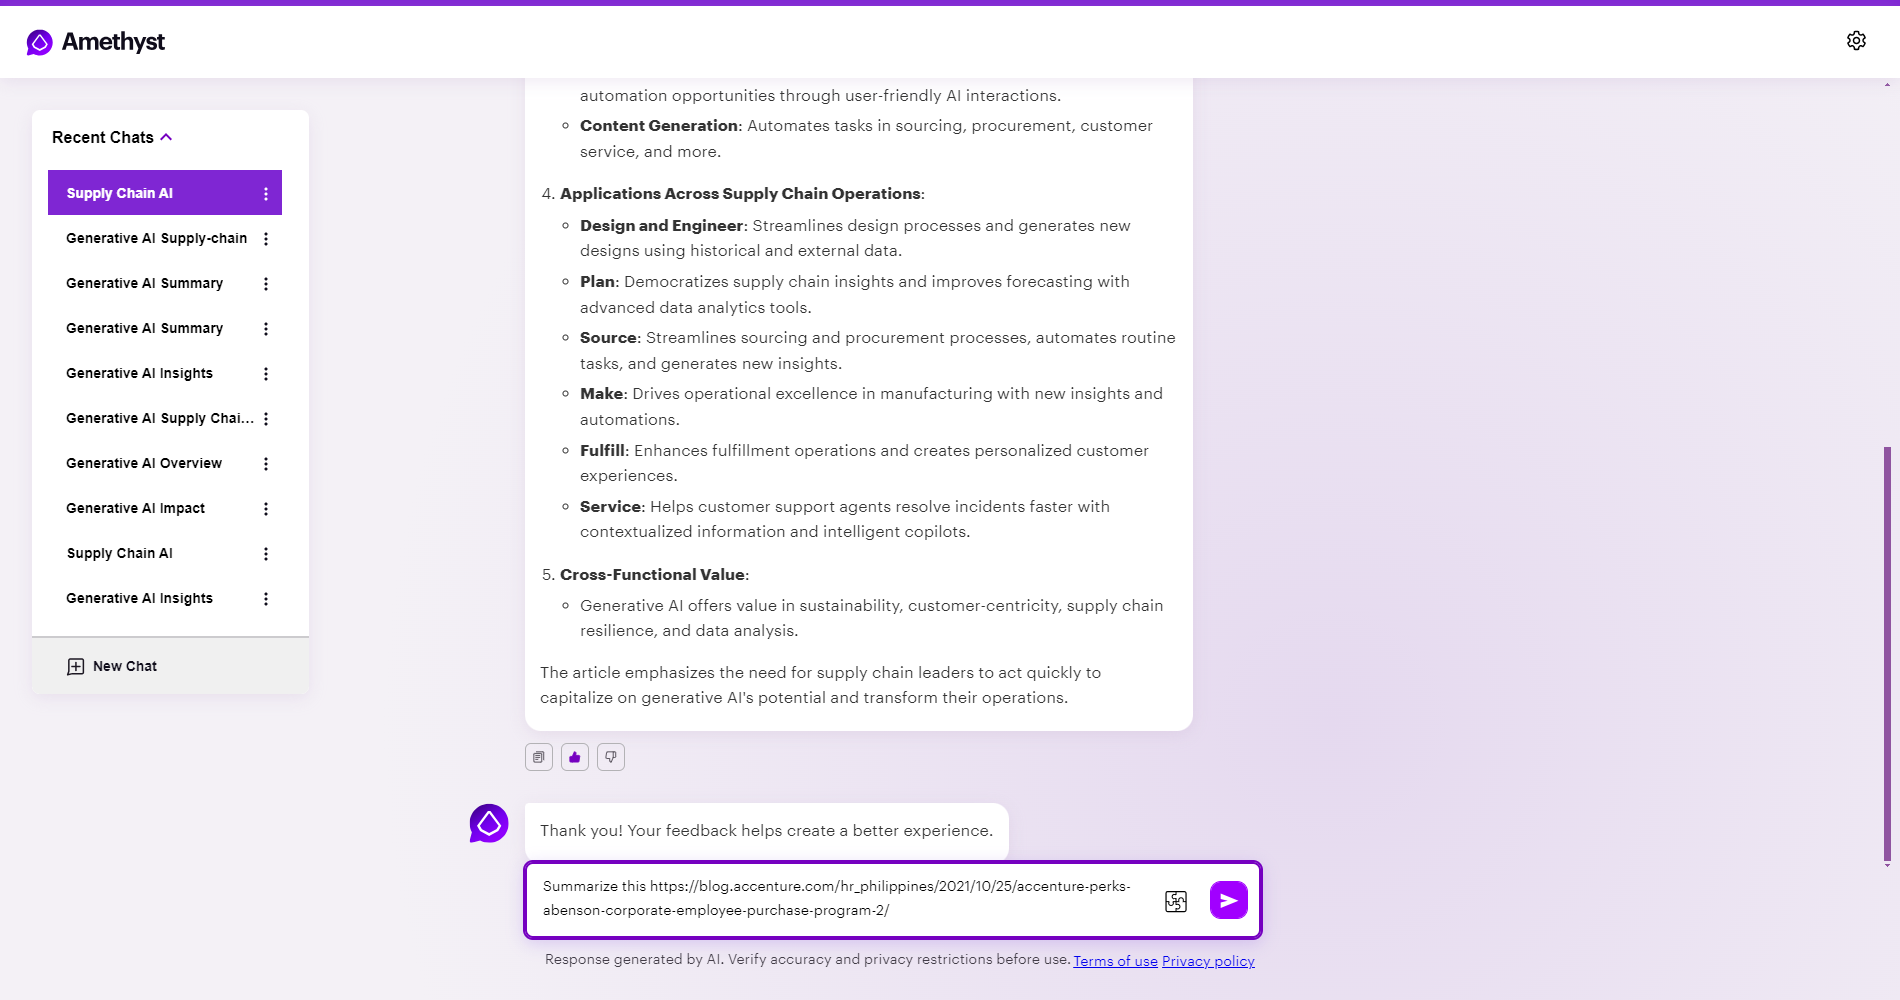 Amethyst
Recent Chats
Supply Chain AI
Generative AI Supply-chain
Generative AI Summary
Generative AI Summary
Generative AI Insights
Generative AI Supply Chai...
Generative AI Overview
Generative AI Impact
Supply Chain AI
Generative AI Insights
New Chat
automation opportunities through user-friendly AI interactions.
Content Generation: Automates tasks in sourcing, procurement, customer
service, and more.
4. Applications Across Supply Chain Operations:
Design and Engineer: Streamlines design processes and generates new
designs using historical and external data.
Plan: Democratizes supply chain insights and improves forecasting with
advanced data analytics tools.
Source: Streamlines sourcing and procurement processes, automates routine
tasks, and generates new insights.
Make: Drives operational excellence in manufacturing with new insights and
automations.
Fulfill: Enhances fulfillment operations and creates personalized customer
experiences.
Service: Helps customer support agents resolve incidents faster with
contextualized information and intelligent copilots.
5. Cross-Functional Value:
Generative AI offers value in sustainability, customer-centricity, supply chain
resilience, and data analysis.
The article emphasizes the need for supply chain leaders to act quickly to
capitalize on generative AI's potential and transform their operations.
Thank you! Your feedback helps create a better experience.
Summarize this https://blog.accenture.com/hr_philippines/2021/10/25/accenture-perks-
abenson-corporate-employee-purchase-program-2/
Response generated by AI. Verify accuracy and privacy restrictions before use. Terms of use Privacy policy